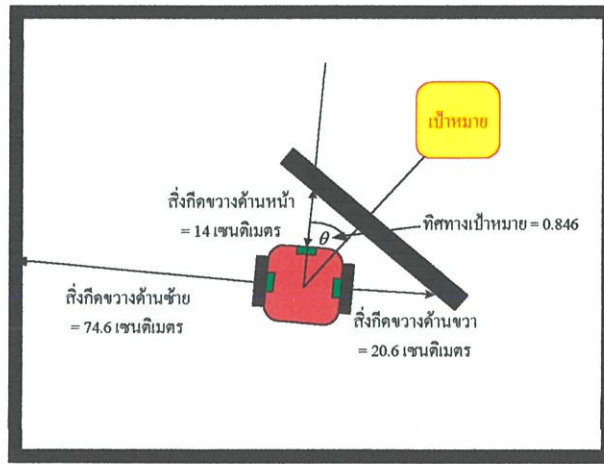 เป้าหมาย
สิ่งกีดขวางด้านหน้า
= 14 เซนติเมตร
θ
ทิศทางเป้าหมาย = 0.846
สิ่งกีดขวางด้านซ้าย
= 74.6 เซนติเมตร
สิ่งกีดขวางด้านขวา
= 20.6 เซนติเมตร